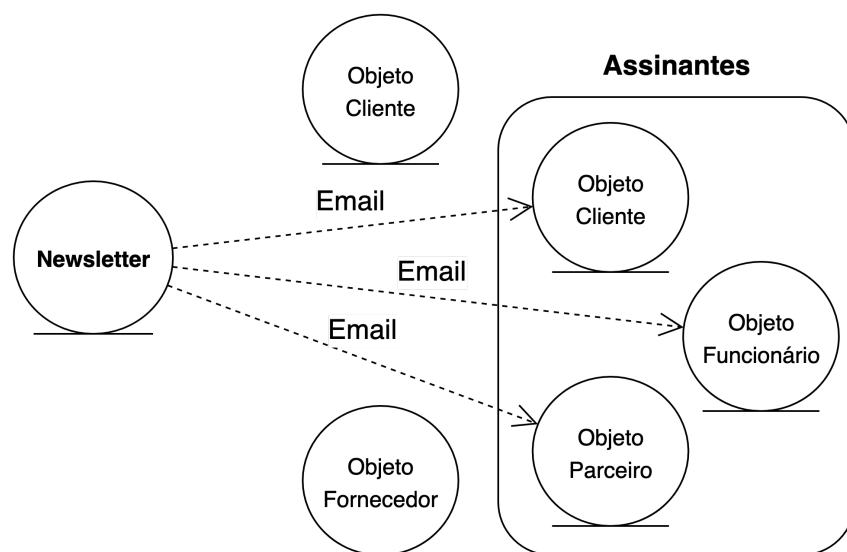 Objeto
Cliente
Assinantes
Objeto
Cliente
Email
Newsletter
Email
Email
Objeto
Funcionário
Objeto
Parceiro
Objeto
Fornecedor